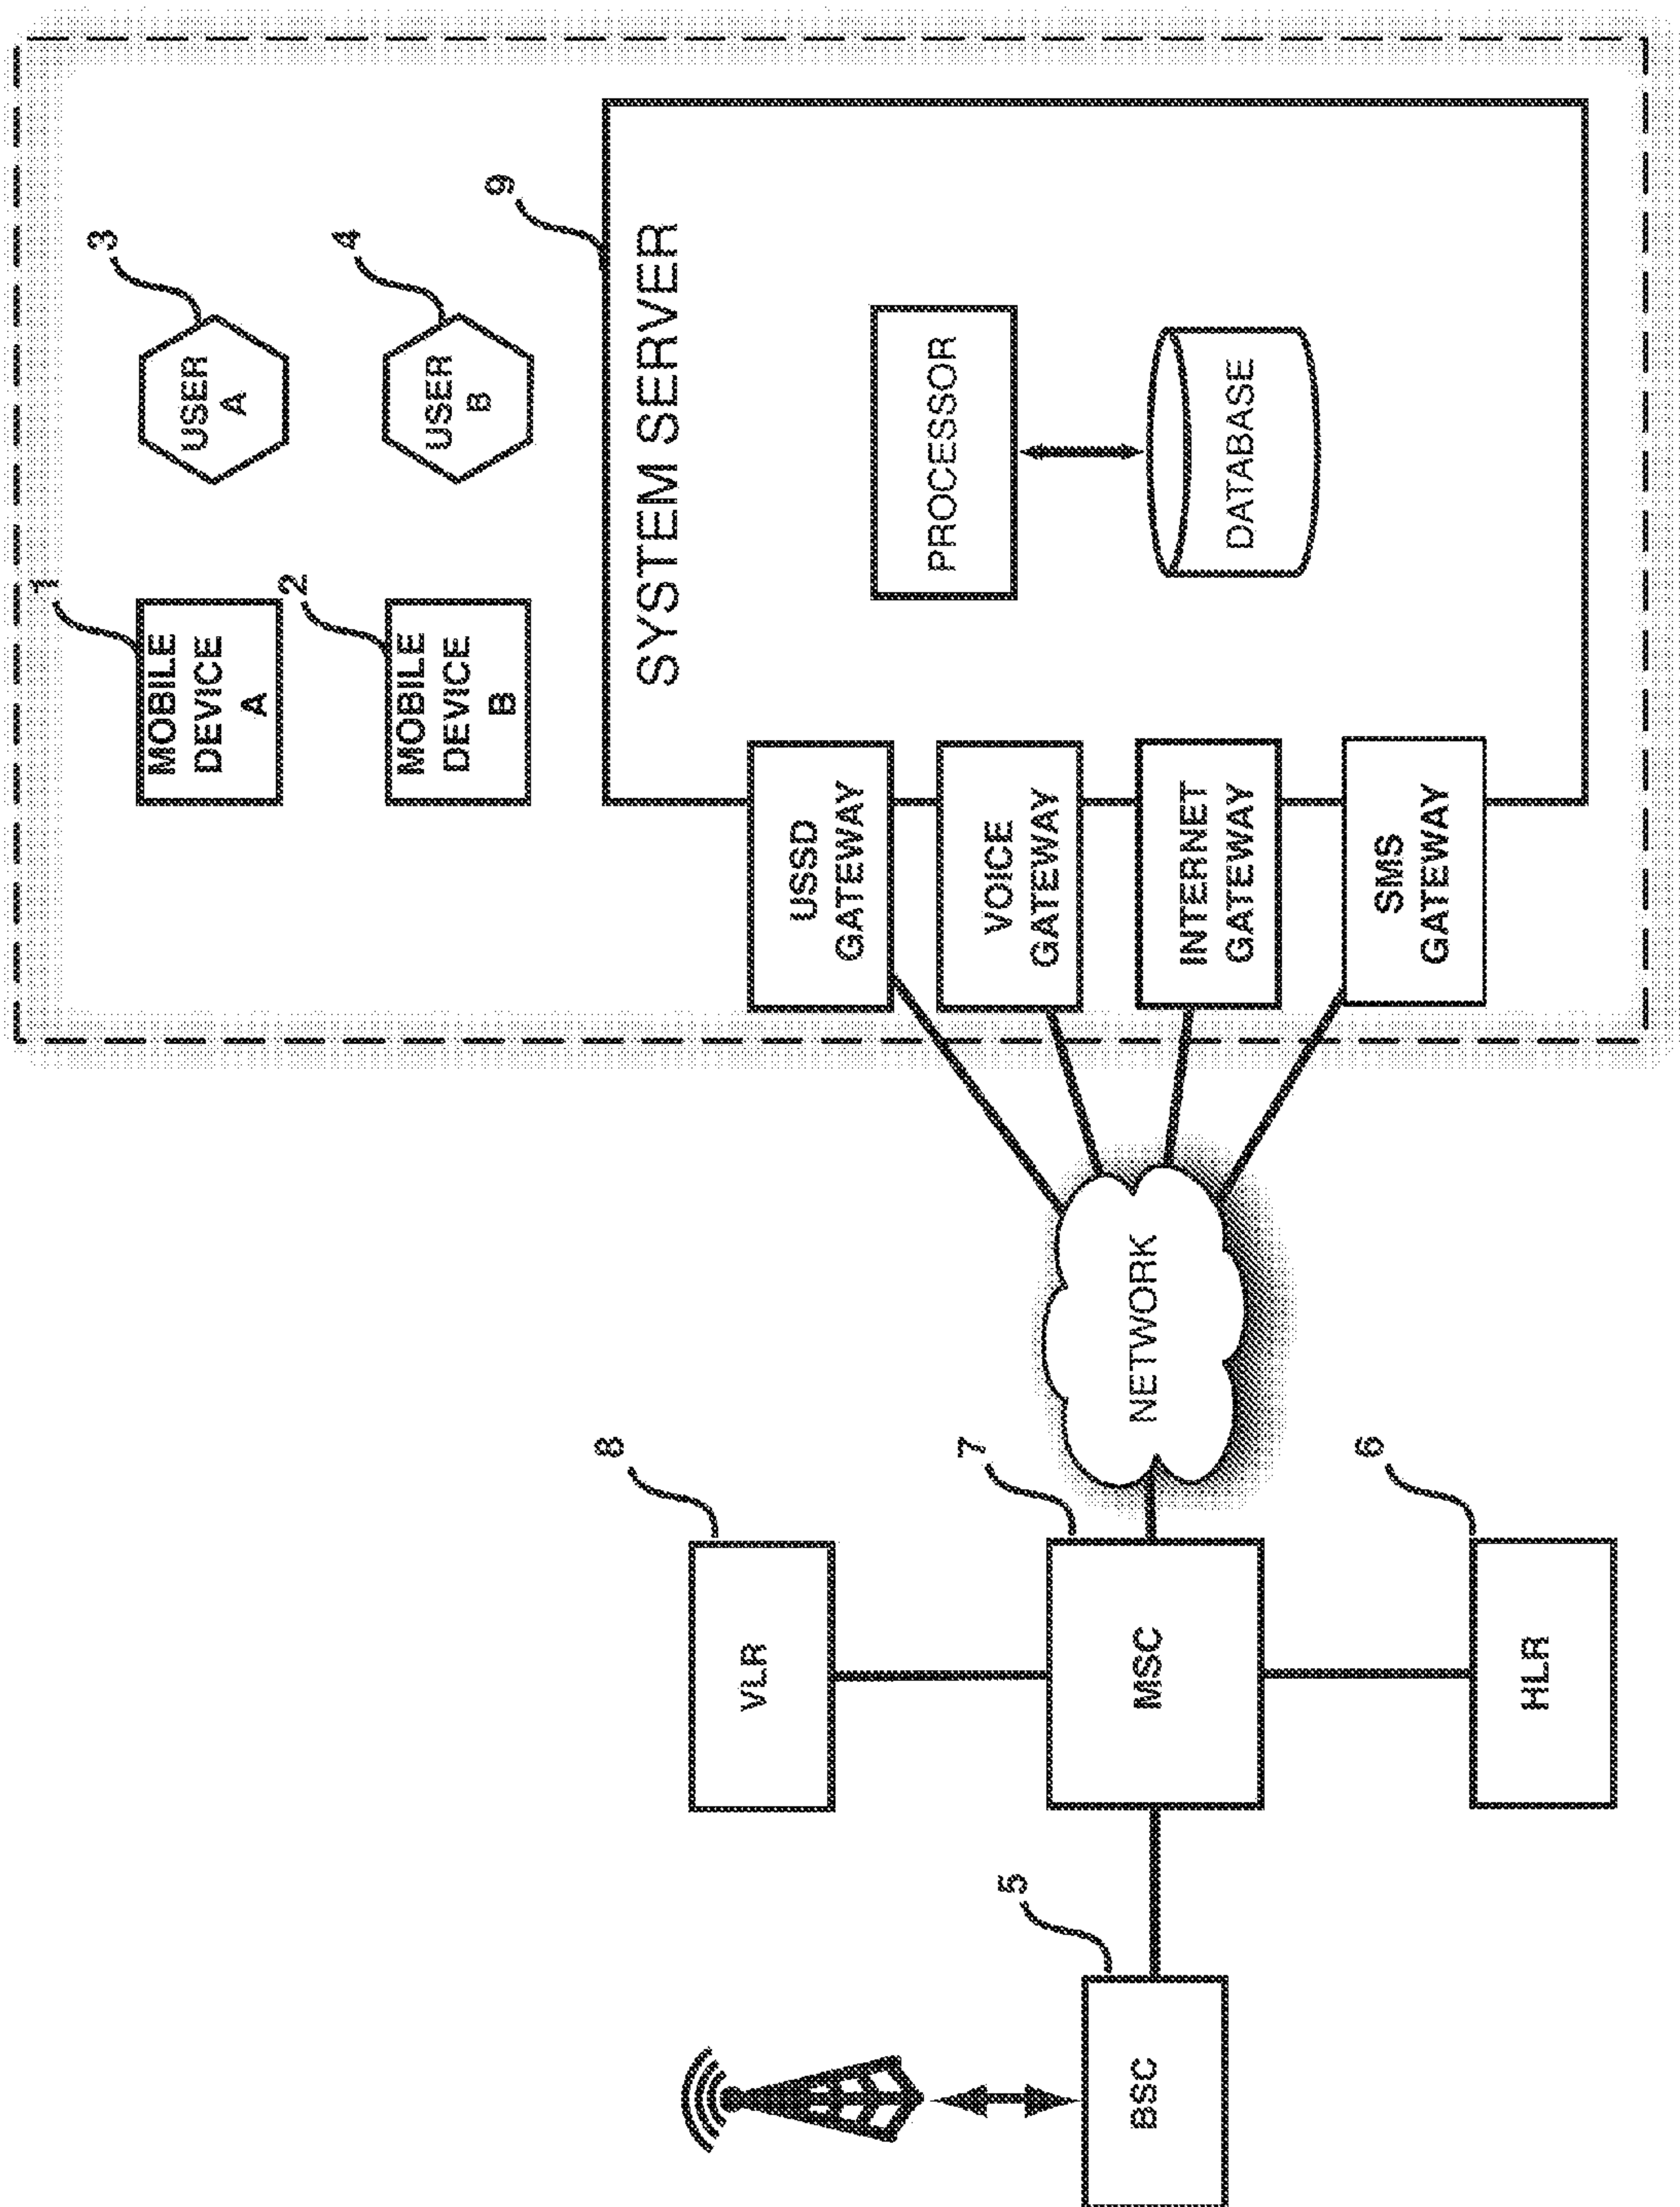 1
MOBILE
DEVICE
A
3
USER
A
2
MOBILE
DEVICE
B
4
USER
B
9
SYSTEM SERVER
USSD
GATEWAY
PROCESSOR
VOICE
GATEWAY
INTERNET
GATEWAY
DATABASE
SMS
GATEWAY
8
VLR
7
MSC
NETWORK
5
BSC
6
HLR